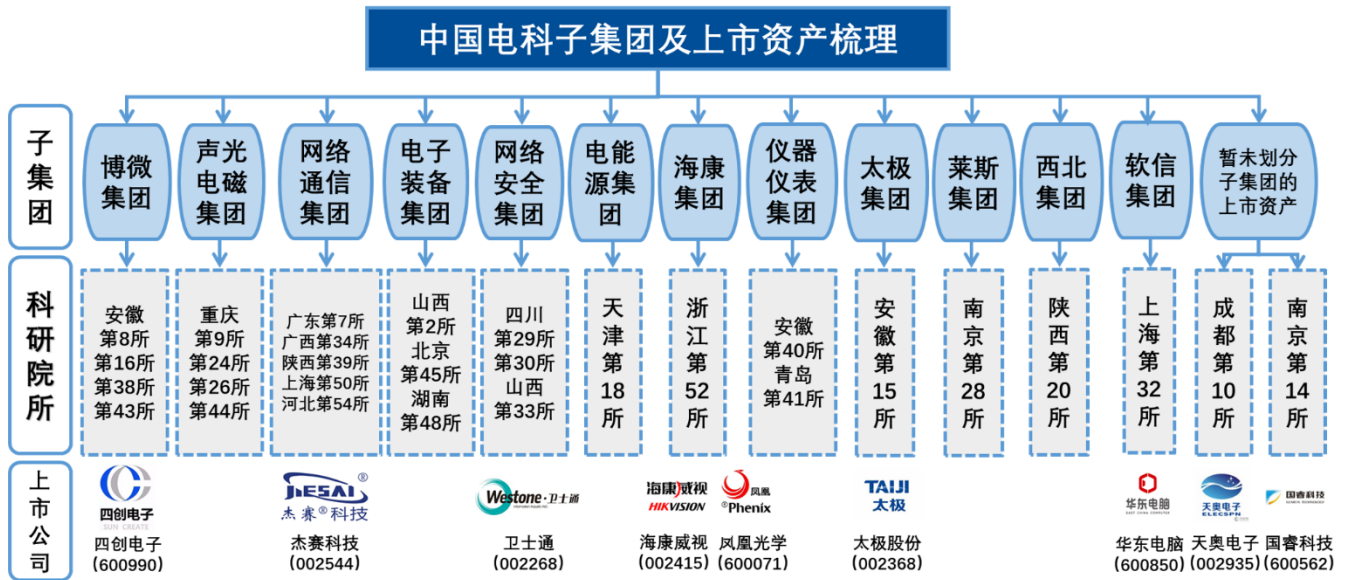 中国电科子集团及上市资产梳理
子集团
博微
集团
声光
电磁
集团
网络
通信
集团
电子
装备
集团
网络
安全
集团
电能
源集
团
海康
集团
仪器
仪表
集团
太极
集团
莱斯
集团
西北
集团
软信
集团
暂未划分
子集团的
上市资产
科研院所
安徽
第8所
第16所
第38所
第43所
重庆
第9所
第24所
第26所
第44所
广东第7所
广西第34所
陕西第39所
上海第50所
河北第54所
山西
第2所
北京
第45所
湖南
第48所
四川
第29所
第30所
山西
第33所
天津第18所
浙江第52所
安徽
第40所
青岛
第41所
安徽第15所
南京第28所
陕西第20所
上海第32所
成都第10所
南京第14所
上市公司
四创电子
SUN CREATE
四创电子
(600990)
JIESAI®
杰赛®科技
杰赛科技
(002544)
Westone·卫士通
卫士通
(002268)
海康威视
HIKVISION
海康威视
(002415)
凤凰
®Phenix
凤凰光学
(600071)
TAIJI
太极
太极股份
(002368)
华东电脑
EAST CHINA COMPUTER
华东电脑
(600850)
天奥电子
ELECSPN
天奥电子
(002935)
国睿科技
国睿科技
(600562)